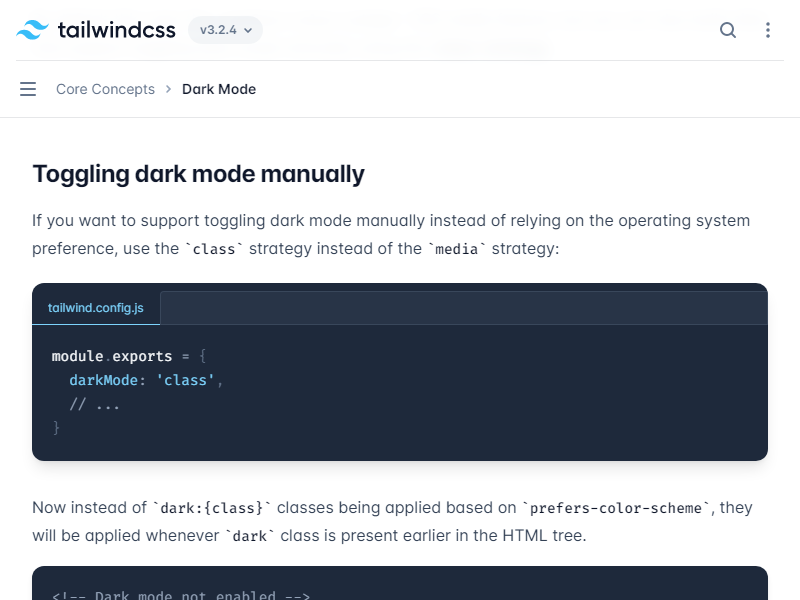 tailwindcss v3.2.4
Core Concepts > Dark Mode
Toggling dark mode manually
If you want to support toggling dark mode manually instead of relying on the operating system
preference, use the `class` strategy instead of the `media` strategy:
tailwind.config.js
module.exports = {
  darkMode: 'class',
  // ...
}
Now instead of `dark:{class}` classes being applied based on `prefers-color-scheme`, they
will be applied whenever `dark` class is present earlier in the HTML tree.
<!-- Dark mode not enabled -->